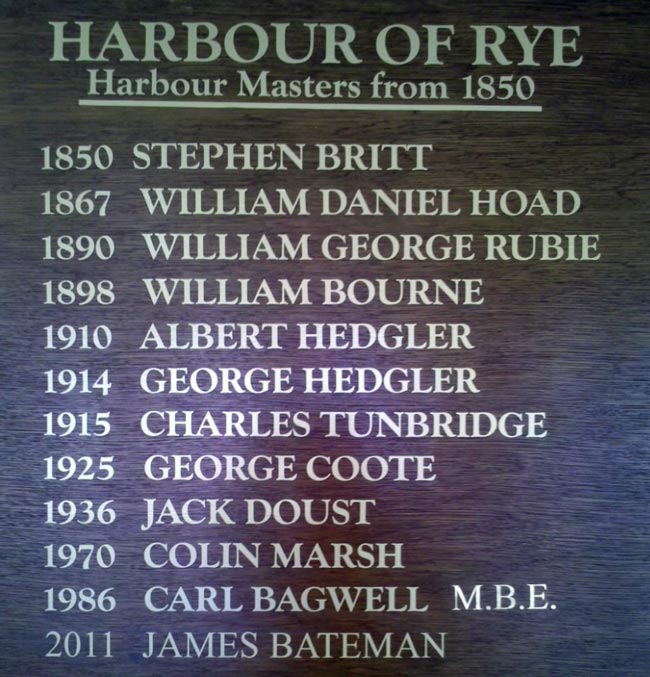 HARBOUR OF RYE
Harbour Masters from 1850
1850 STEPHEN BRITT
1867 WILLIAM DANIEL HOAD
1890 WILLIAM GEORGE RUBIE
1898 WILLIAM BOURNE
1910 ALBERT HEDGLER
1914 GEORGE HEDGLER
1915 CHARLES TUNBRIDGE
1925 GEORGE COOTE
1936 JACK DOUST
1970 COLIN MARSH
1986 CARL BAGWELL M.B.E.
2011 JAMES BATEMAN